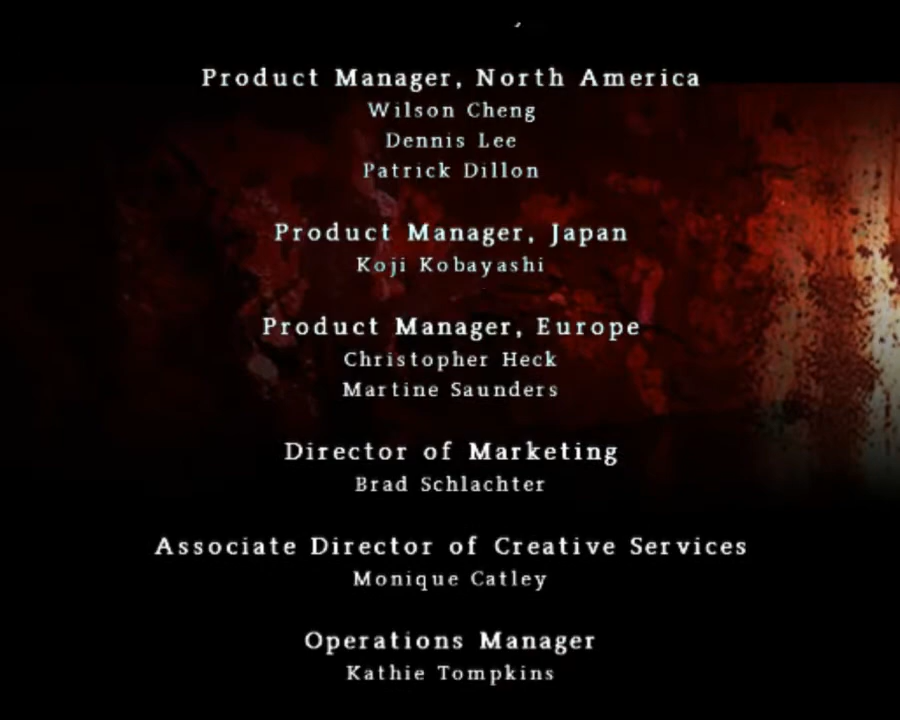 Product Manager, North America
Wilson Cheng
Dennis Lee
Patrick Dillon
Product Manager, Japan
Koji Kobayashi
Product Manager, Europe
Christopher Heck
Martine Saunders
Director of Marketing
Brad Schlachter
Associate Director of Creative Services
Monique Catley
Operations Manager
Kathie Tompkins